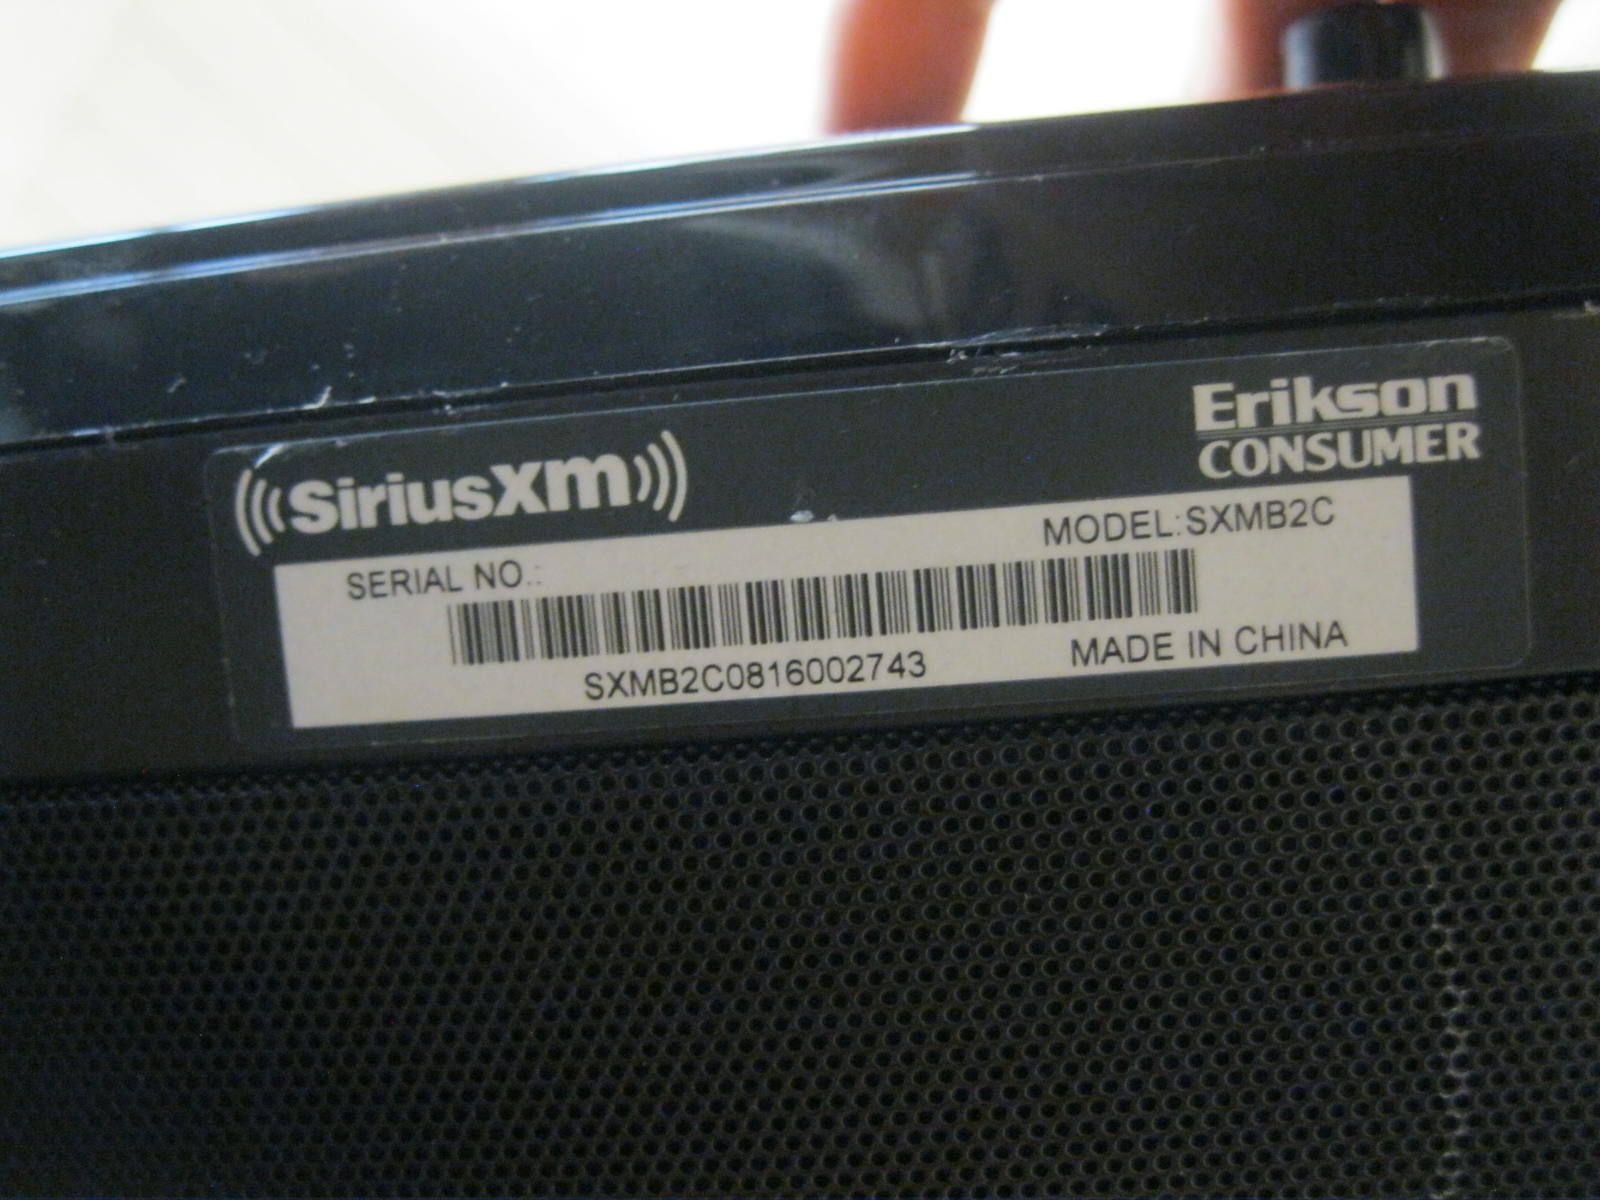 Erikson
CONSUMER
SiriusXM
MODEL:SXMB2C
SERIAL NO.:
SXMB2C0816002743
MADE IN CHINA